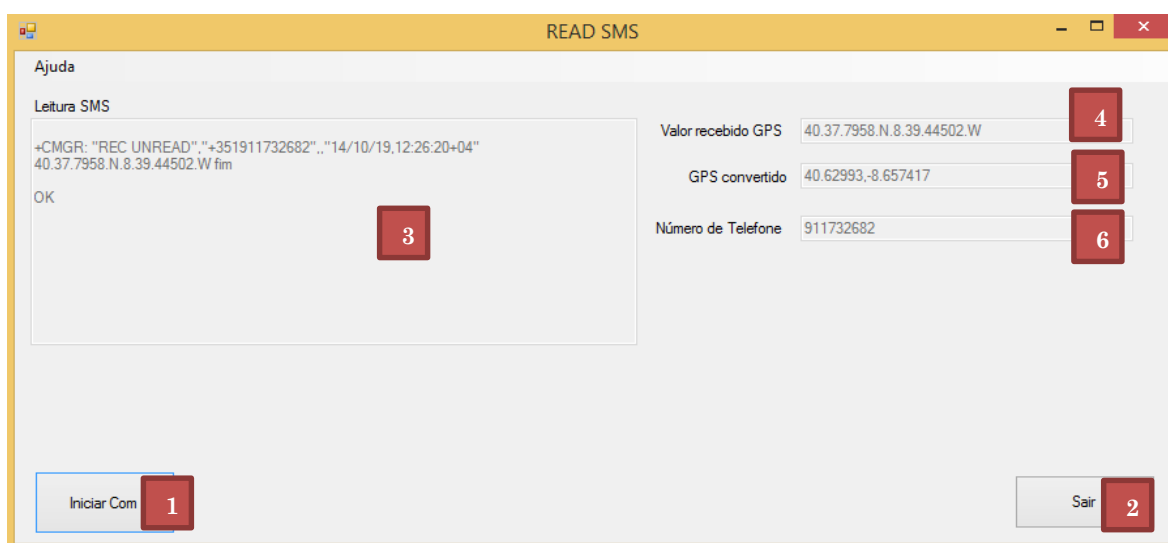 READ SMS
Ajuda
Leitura SMS
+CMGR: "REC UNREAD","+351911732682",,"14/10/19,12:26:20+04"
40.37.7958.N.8.39.44502.W fim
OK
3
Valor recebido GPS 40.37.7958.N.8.39.44502.W 4
GPS convertido 40.62993,-8.657417 5
Número de Telefone 911732682 6
Iniciar Com 1
Sair 2